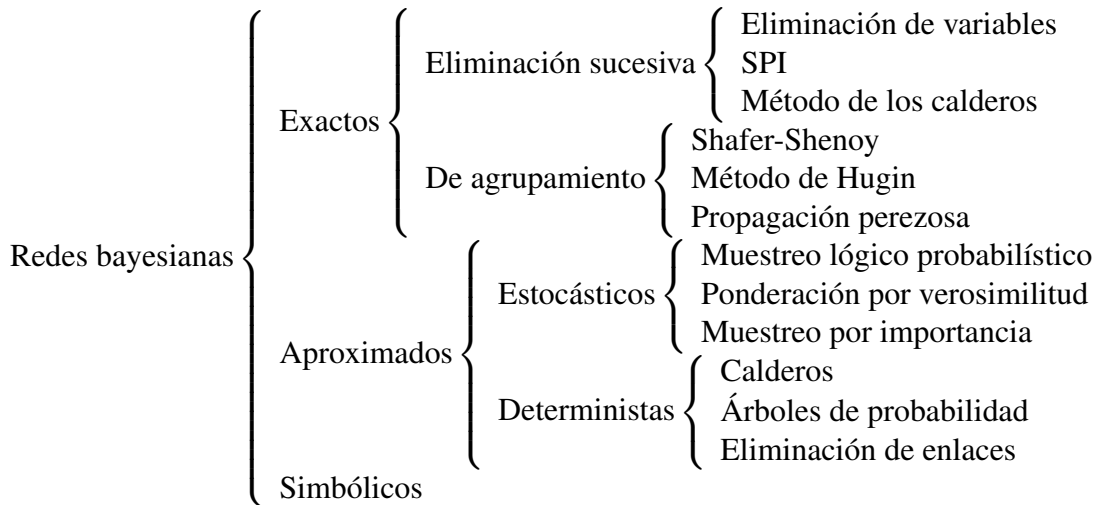 Redes bayesianas
Exactos
Eliminación sucesiva
Eliminación de variables
SPI
Método de los calderos
De agrupamiento
Shafer-Shenoy
Método de Hugin
Propagación perezosa
Aproximados
Estocásticos
Muestreo lógico probabilístico
Ponderación por verosimilitud
Muestreo por importancia
Deterministas
Calderos
Árboles de probabilidad
Eliminación de enlaces
Simbólicos